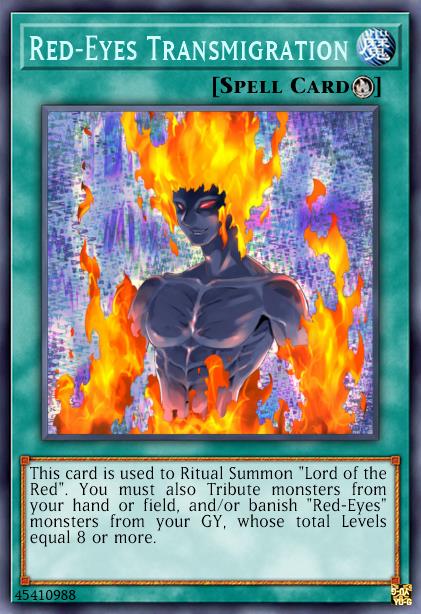 RED-EYES TRANSMIGRATION 魔
[SPELL CARD]
This card is used to Ritual Summon "Lord of the
Red". You must also Tribute monsters from
your hand or field, and/or banish "Red-Eyes"
monsters from your GY, whose total Levels
equal 8 or more.
45410988